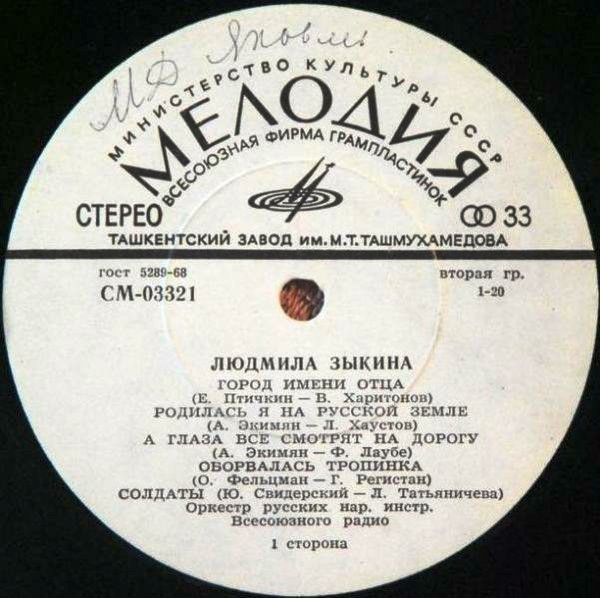 МД Яковль
МИНИСТЕРСТВО КУЛЬТУРЫ СССР
МЕЛОДИЯ
ВСЕСОЮЗНАЯ ФИРМА ГРАМПЛАСТИНОК
СТЕРЕО
33
ТАШКЕНТСКИЙ ЗАВОД ИМ. М.Т. ТАШМУХАМЕДОВА
гост 5289-68
вторая гр.
СМ-03321
1-20
ЛЮДМИЛА ЗЫКИНА
ГОРОД ИМЕНИ ОТЦА
(Е. Птичкин — В. Харитонов)
РОДИЛАСЬ Я НА РУССКОЙ ЗЕМЛЕ
(А. Экимян — Л. Хаустов)
А ГЛАЗА ВСЕ СМОТРЯТ НА ДОРОГУ
(А. Экимян — Ф. Лаубе)
ОБОРВАЛАСЬ ТРОПИНКА
(О. Фельцман — Г. Регистан)
СОЛДАТЫ (Ю. Свидерский — Л. Татьяничева)
Оркестр русских нар. инстр.
Всесоюзного радио
1 сторона